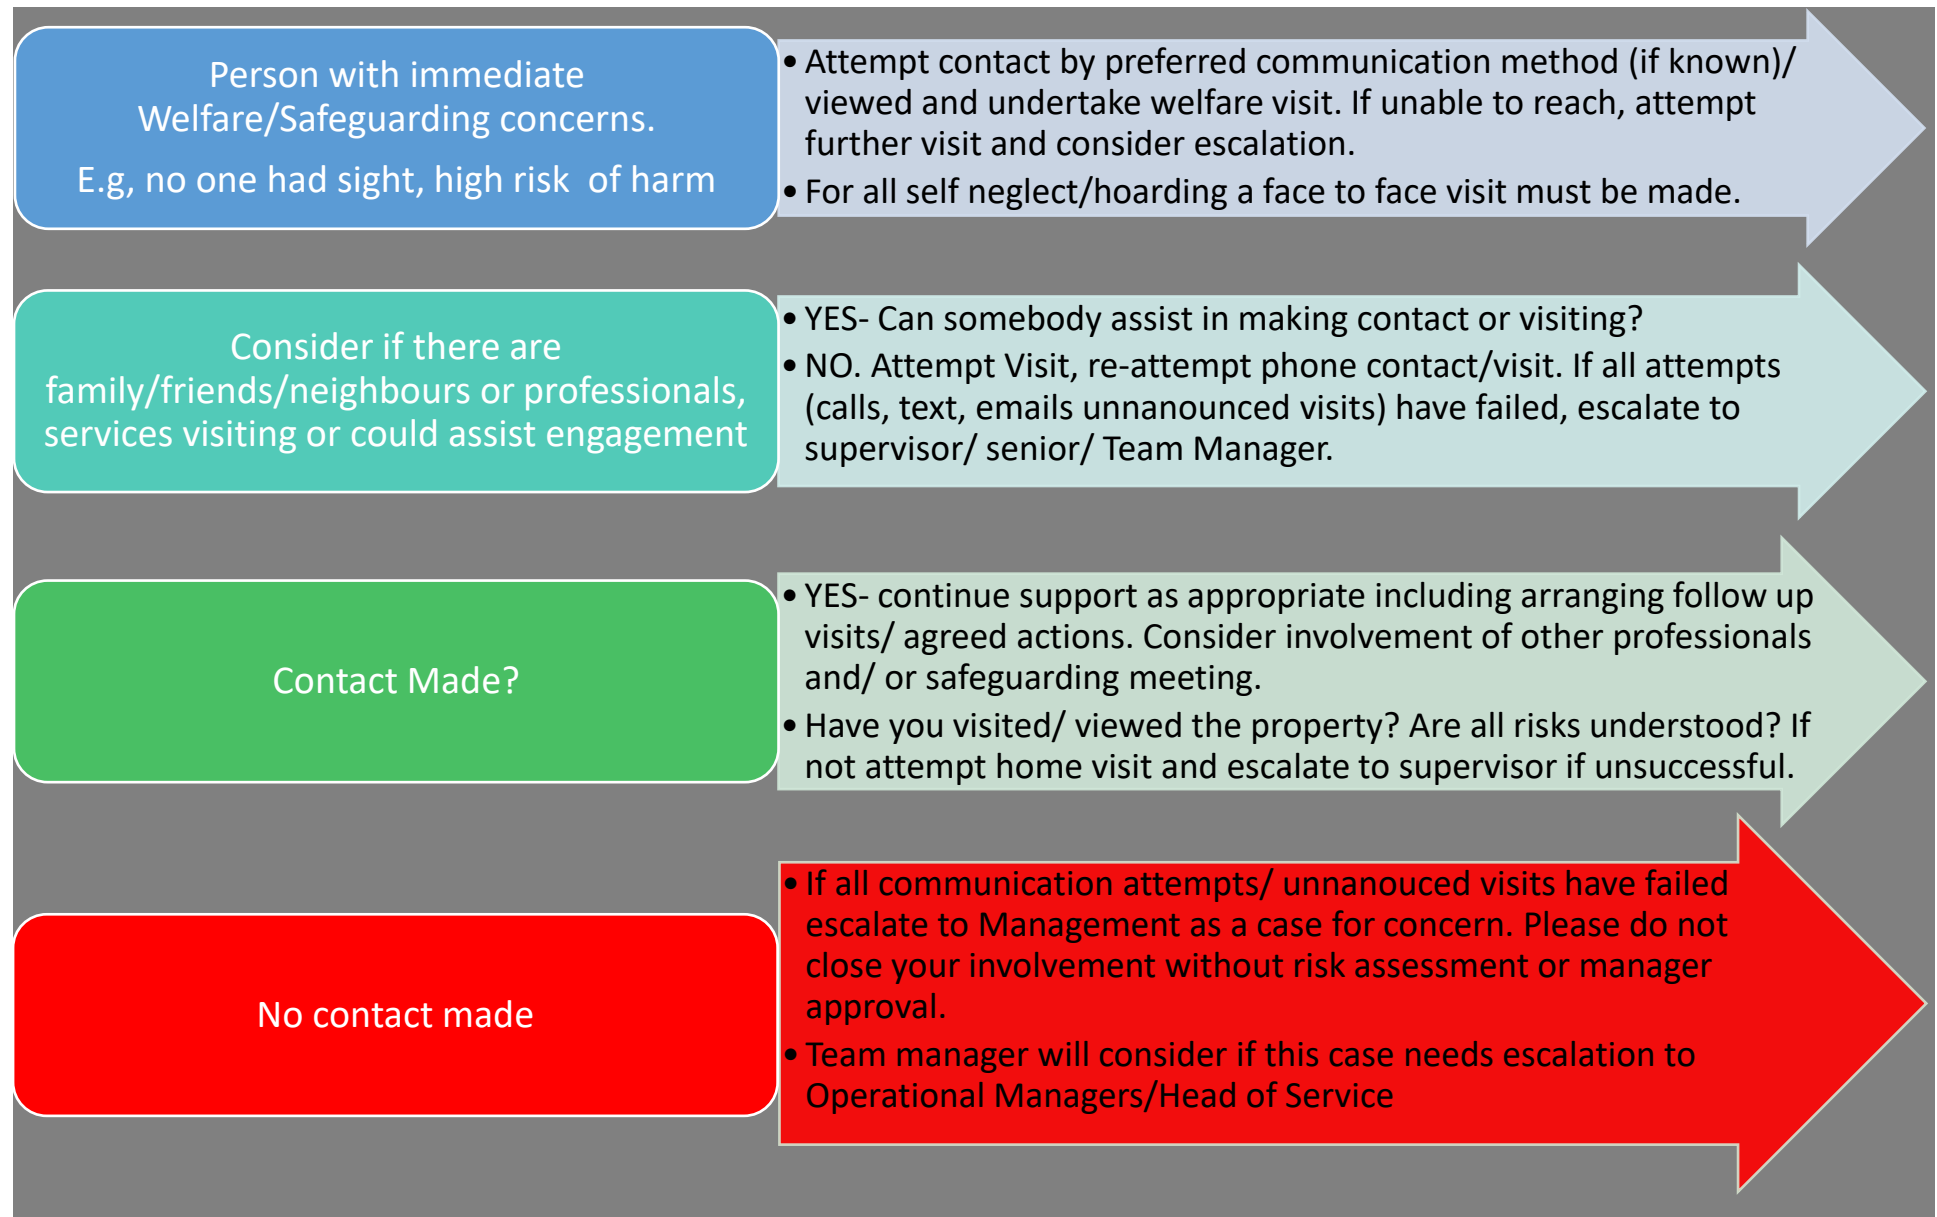 Person with immediate
Welfare/Safeguarding concerns.
E.g, no one had sight, high risk  of harm
• Attempt contact by preferred communication method (if known)/
viewed and undertake welfare visit. If unable to reach, attempt
further visit and consider escalation.
• For all self neglect/hoarding a face to face visit must be made.
Consider if there are
family/friends/neighbours or professionals,
services visiting or could assist engagement
• YES- Can somebody assist in making contact or visiting?
• NO. Attempt Visit, re-attempt phone contact/visit. If all attempts
(calls, text, emails unnanounced visits) have failed, escalate to
supervisor/ senior/ Team Manager.
Contact Made?
• YES- continue support as appropriate including arranging follow up
visits/ agreed actions. Consider involvement of other professionals
and/ or safeguarding meeting.
• Have you visited/ viewed the property? Are all risks understood? If
not attempt home visit and escalate to supervisor if unsuccessful.
No contact made
• If all communication attempts/ unnanouced visits have failed
escalate to Management as a case for concern. Please do not
close your involvement without risk assessment or manager
approval.
• Team manager will consider if this case needs escalation to
Operational Managers/Head of Service